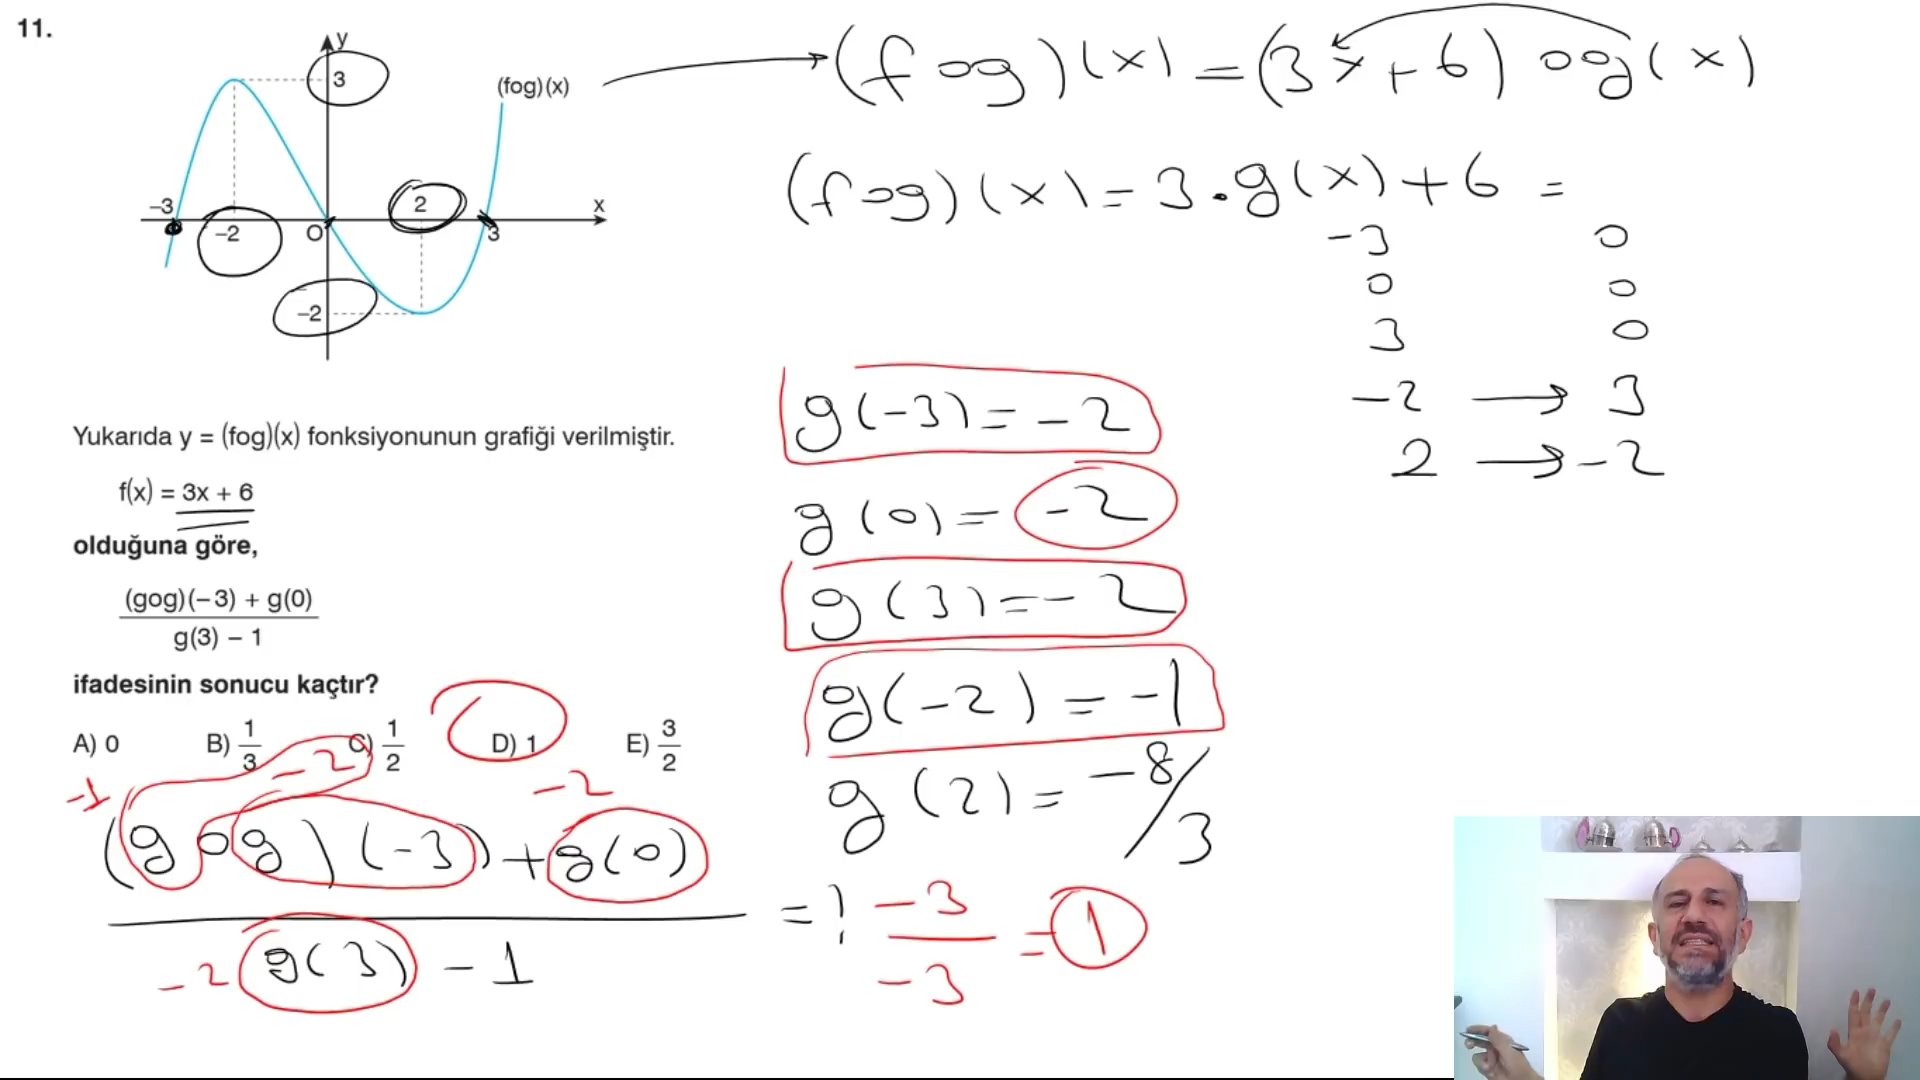 11.
y
3
(fog)(x)
-3
-2
O
2
3
x
-2
Yukarıda y = (fog)(x) fonksiyonunun grafiği verilmiştir.
f(x) = 3x + 6
olduğuna göre,
(gog)(-3) + g(0)
g(3) - 1
ifadesinin sonucu kaçtır?
A) 0 B) 1/3 C) 1/2 D) 1 E) 3/2
(fog)(x) = (3x + 6) o g(x)
(fog)(x) = 3.g(x) + 6 =
-3 0
0 0
3 0
-2 → 3
2 → -2
g(-3) = -2
g(0) = -2
g(3) = -2
g(-2) = -1
g(2) = -8/3
-1 -2 -2
(gog)(-3) + g(0)
-2 g(3) - 1
= ! -3/-3 = 1